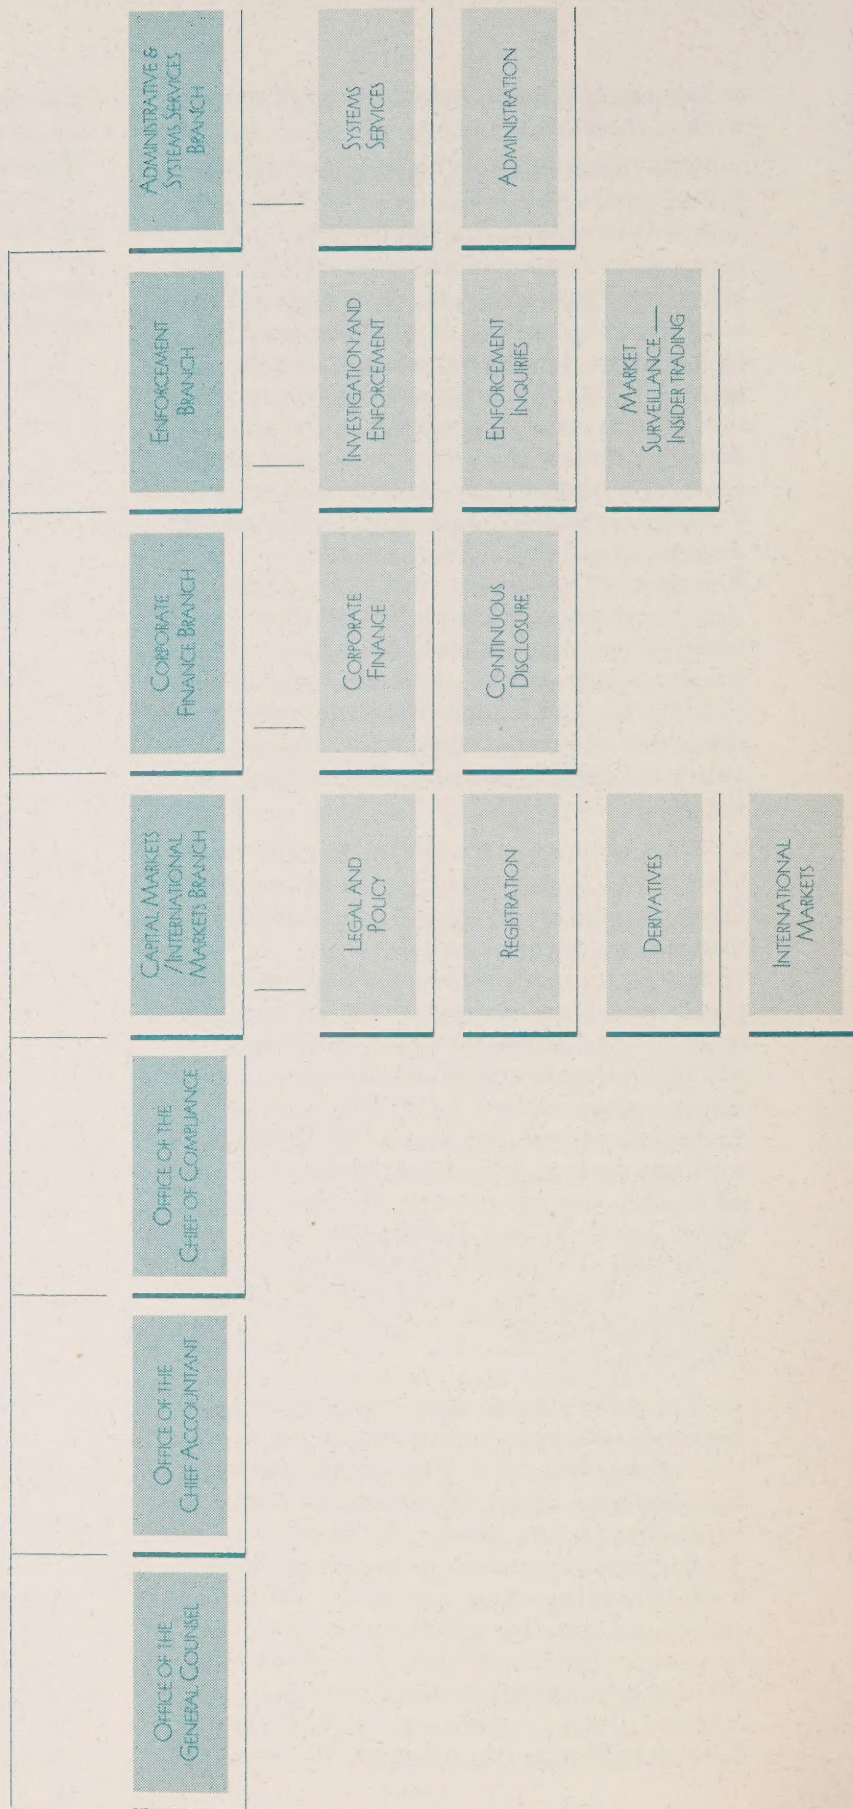 OFFICE OF THE
GENERAL COUNSEL
OFFICE OF THE
CHIEF ACCOUNTANT
OFFICE OF THE
CHIEF OF COMPLIANCE
CAPITAL MARKETS
/INTERNATIONAL
MARKETS BRANCH
LEGAL AND
POLICY
REGISTRATION
DERIVATIVES
INTERNATIONAL
MARKETS
CORPORATE
FINANCE BRANCH
CORPORATE
FINANCE
CONTINUOUS
DISCLOSURE
ENFORCEMENT
BRANCH
INVESTIGATION AND
ENFORCEMENT
ENFORCEMENT
INQUIRIES
MARKET
SURVEILLANCE —
INSIDER TRADING
ADMINISTRATIVE &
SYSTEMS SERVICES
BRANCH
SYSTEMS
SERVICES
ADMINISTRATION